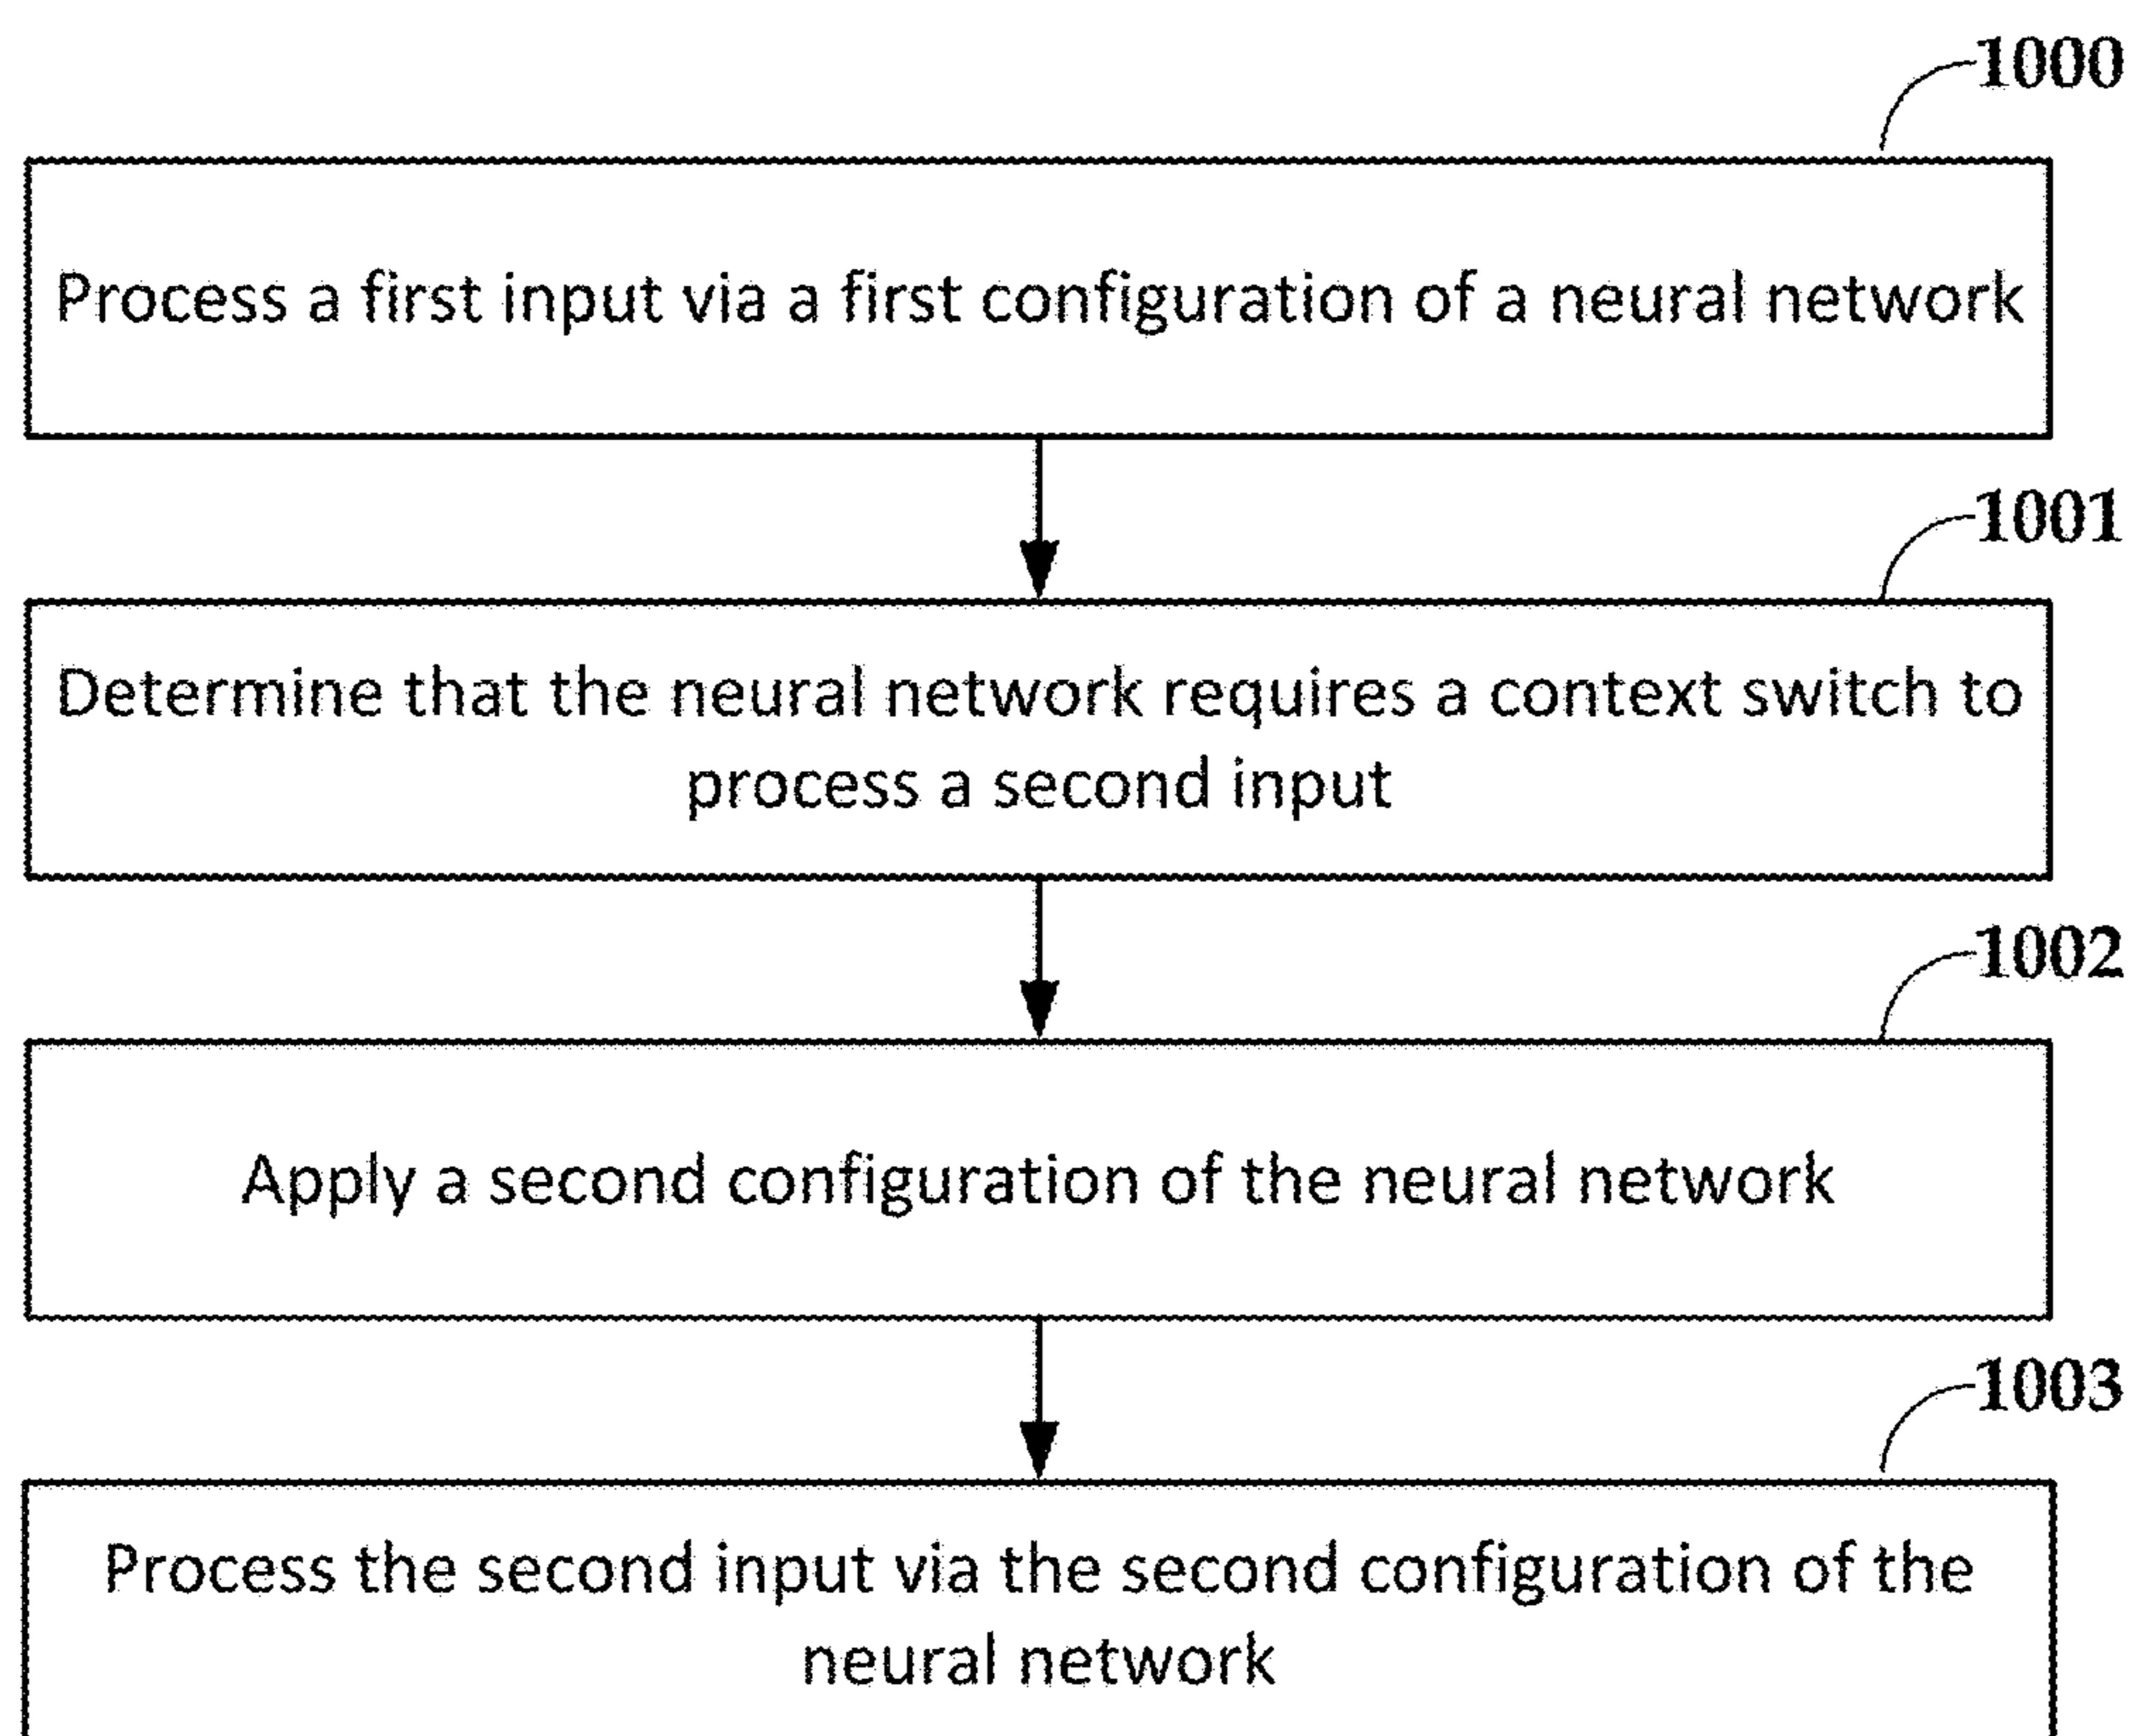 1000
Process a first input via a first configuration of a neural network
1001
Determine that the neural network requires a context switch to
process a second input
1002
Apply a second configuration of the neural network
1003
Process the second input via the second configuration of the
neural network